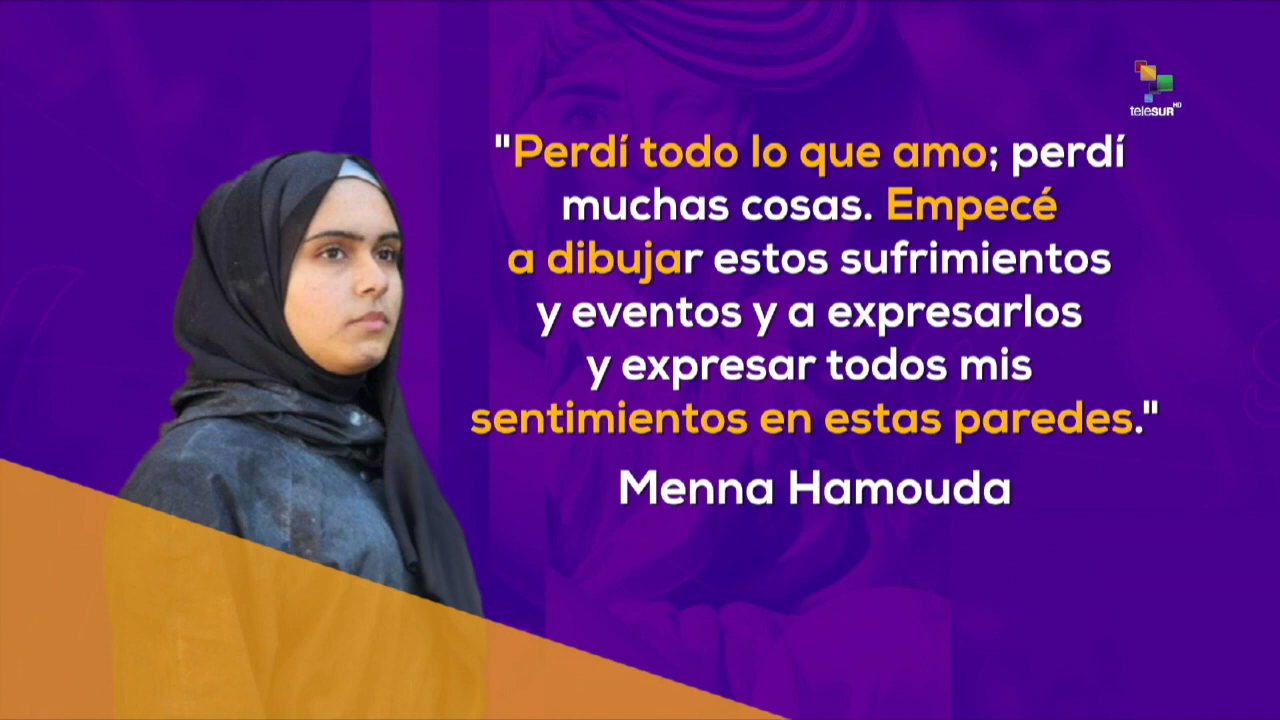 teleSUR HD
"Perdí todo lo que amo; perdí
muchas cosas. Empecé
a dibujar estos sufrimientos
y eventos y a expresarlos
y expresar todos mis
sentimientos en estas paredes."
Menna Hamouda